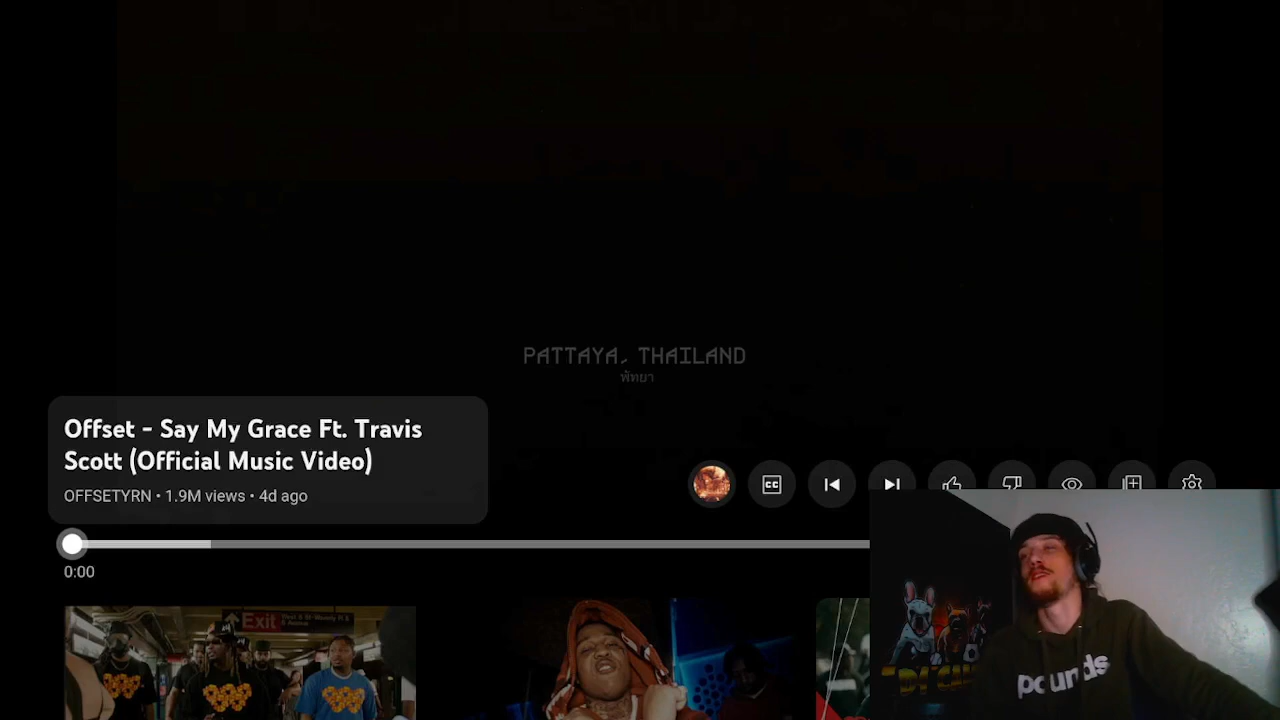 PATTAYA, THAILAND
พัทยา
Offset - Say My Grace Ft. Travis
Scott (Official Music Video)
OFFSETYRN • 1.9M views • 4d ago
CC
0:00
Exit
pounds